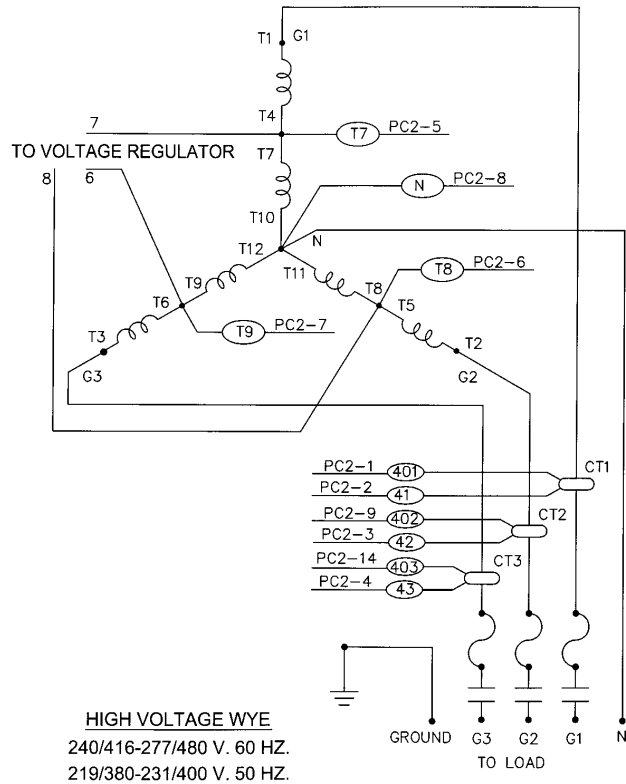 T1 G1
T4
7 T7 PC2-5
TO VOLTAGE REGULATOR
T7
8 6
N PC2-8
T10
T12 N
T9 T11
T8 T8 PC2-6
T6 T5
T9 PC2-7
T3 T2
G3 G2
PC2-1 401 CT1
PC2-2 41
PC2-9 402 CT2
PC2-3 42
PC2-14 403 CT3
PC2-4 43
GROUND G3 G2 G1 N
TO LOAD
HIGH VOLTAGE WYE
240/416-277/480 V. 60 HZ.
219/380-231/400 V. 50 HZ.